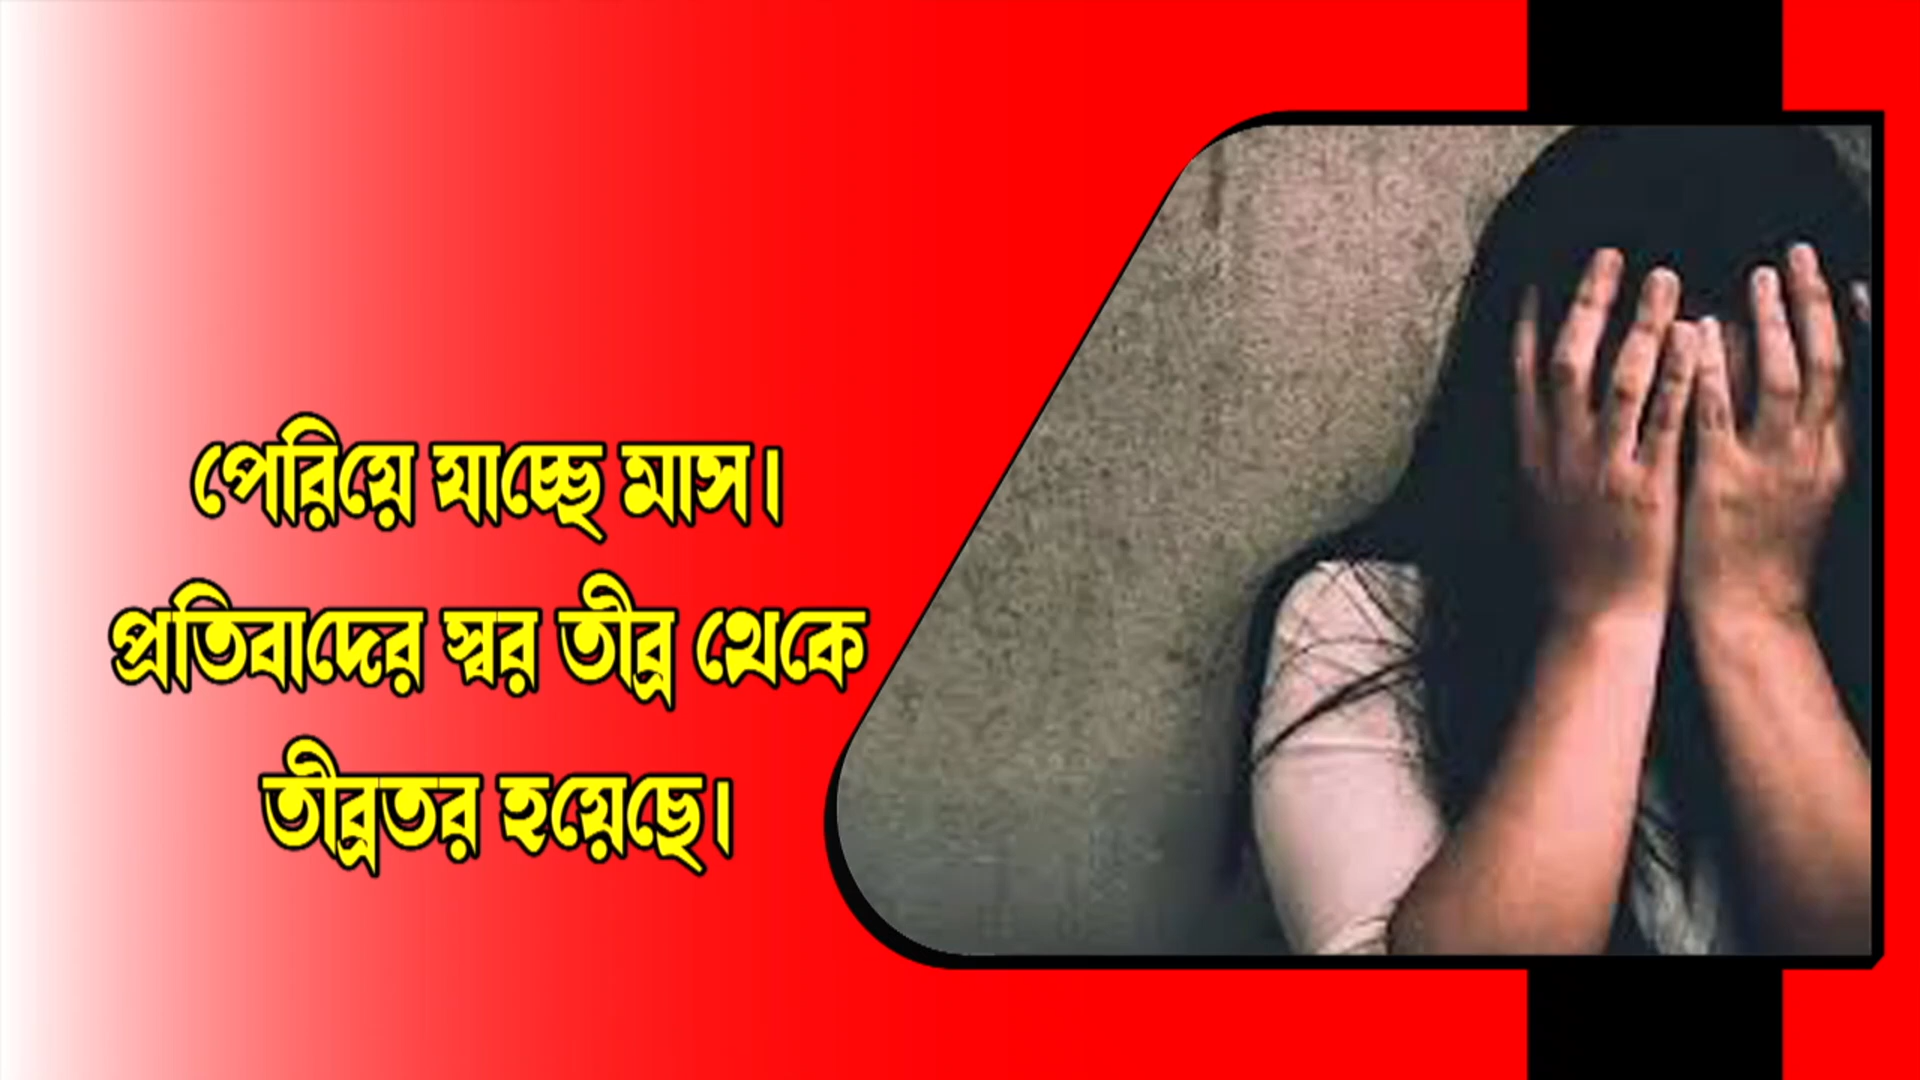 পেরিয়ে যাচ্ছে মাস।
প্রতিবাদের স্বর তীব্র থেকে
তীব্রতর হয়েছে।